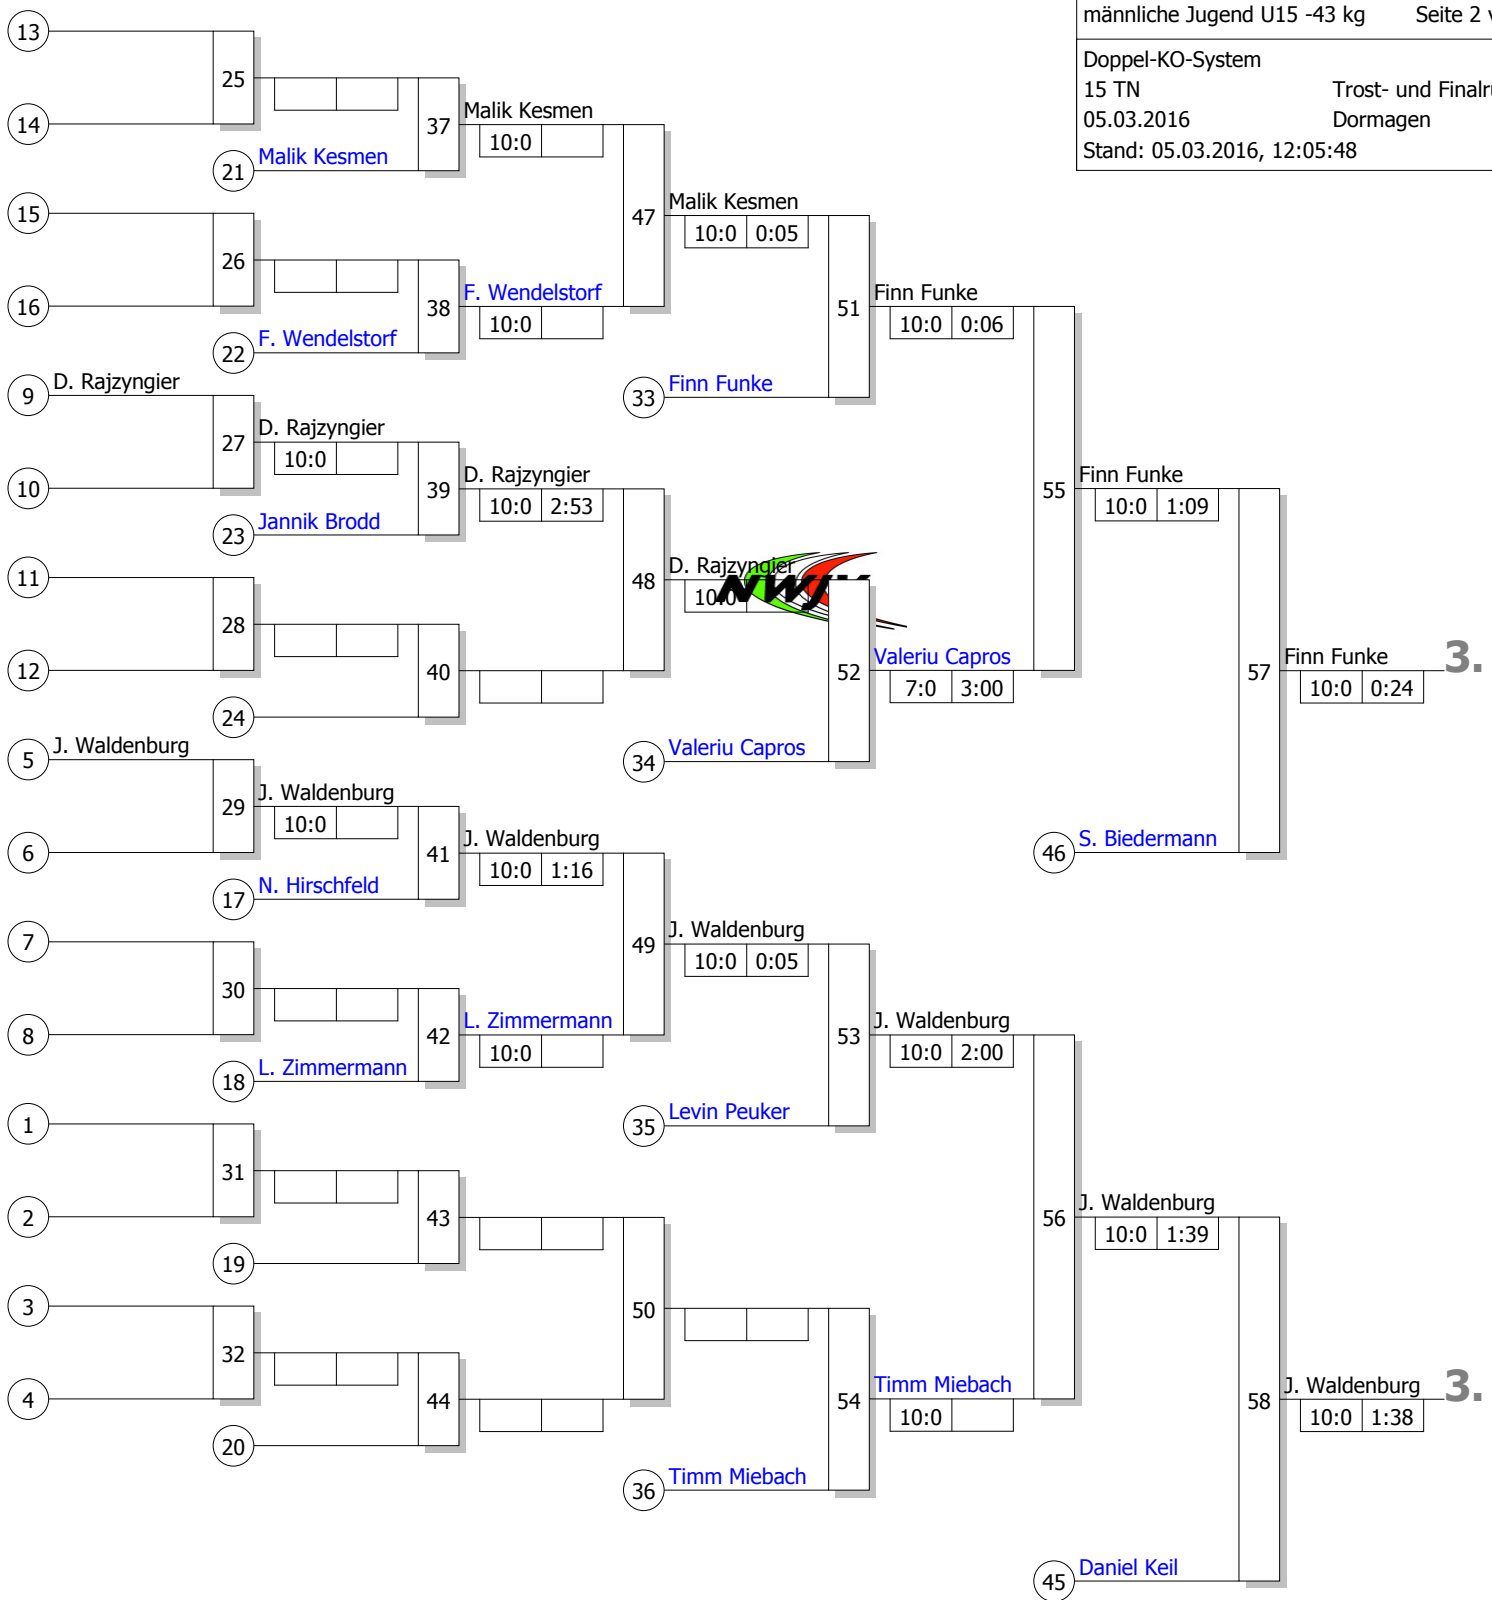 männliche Jugend U15 -43 kg Seite 2 v
Doppel-KO-System
15 TN Trost- und Finalru
05.03.2016 Dormagen
Stand: 05.03.2016, 12:05:48
13
25
14
37
Malik Kesmen
10:0
21
Malik Kesmen
15
47
Malik Kesmen
10:0 0:05
26
16
38
F. Wendelstorf
10:0
22
F. Wendelstorf
51
Finn Funke
10:0 0:06
33
Finn Funke
9
D. Rajzyngier
27
D. Rajzyngier
10:0
10
39
D. Rajzyngier
10:0 2:53
23
Jannik Brodd
55
Finn Funke
10:0 1:09
11
48
D. Rajzyngier
10:0
NWJV
28
12
40
24
52
Valeriu Capros
7:0 3:00
34
Valeriu Capros
57
Finn Funke
10:0 0:24
3.
5
J. Waldenburg
29
J. Waldenburg
10:0
6
41
J. Waldenburg
10:0 1:16
17
N. Hirschfeld
46
S. Biedermann
7
49
J. Waldenburg
10:0 0:05
30
8
42
L. Zimmermann
10:0
18
L. Zimmermann
53
J. Waldenburg
10:0 2:00
35
Levin Peuker
1
31
2
43
19
56
J. Waldenburg
10:0 1:39
3
50
32
4
44
20
54
Timm Miebach
10:0
36
Timm Miebach
58
J. Waldenburg
10:0 1:38
3.
45
Daniel Keil